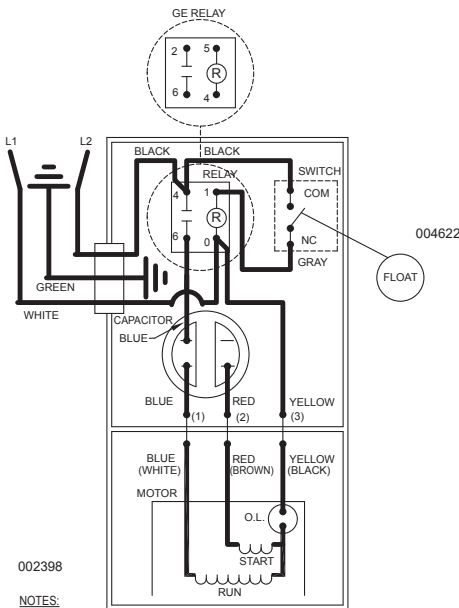 GE RELAY
2 5
R
6 4
L1 L2
BLACK BLACK
RELAY
SWITCH
4 1
COM
R
6 0
NC
004622
GRAY
FLOAT
GREEN
WHITE
CAPACITOR
BLUE
BLUE RED YELLOW
(1) (2) (3)
BLUE RED YELLOW
(WHITE) (BROWN) (BLACK)
MOTOR
O.L.
START
RUN
002398
NOTES: